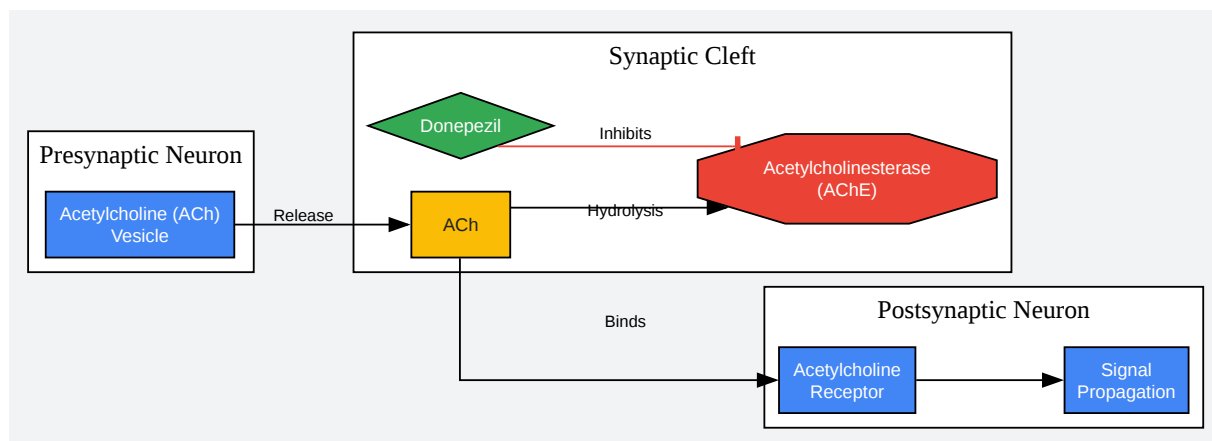 Synaptic Cleft
Donepezil
Inhibits
Acetylcholinesterase
(AChE)
Presynaptic Neuron
Acetylcholine (ACh)
Vesicle
Release
ACh
Hydrolysis
Binds
Postsynaptic Neuron
Acetylcholine
Receptor
Signal
Propagation